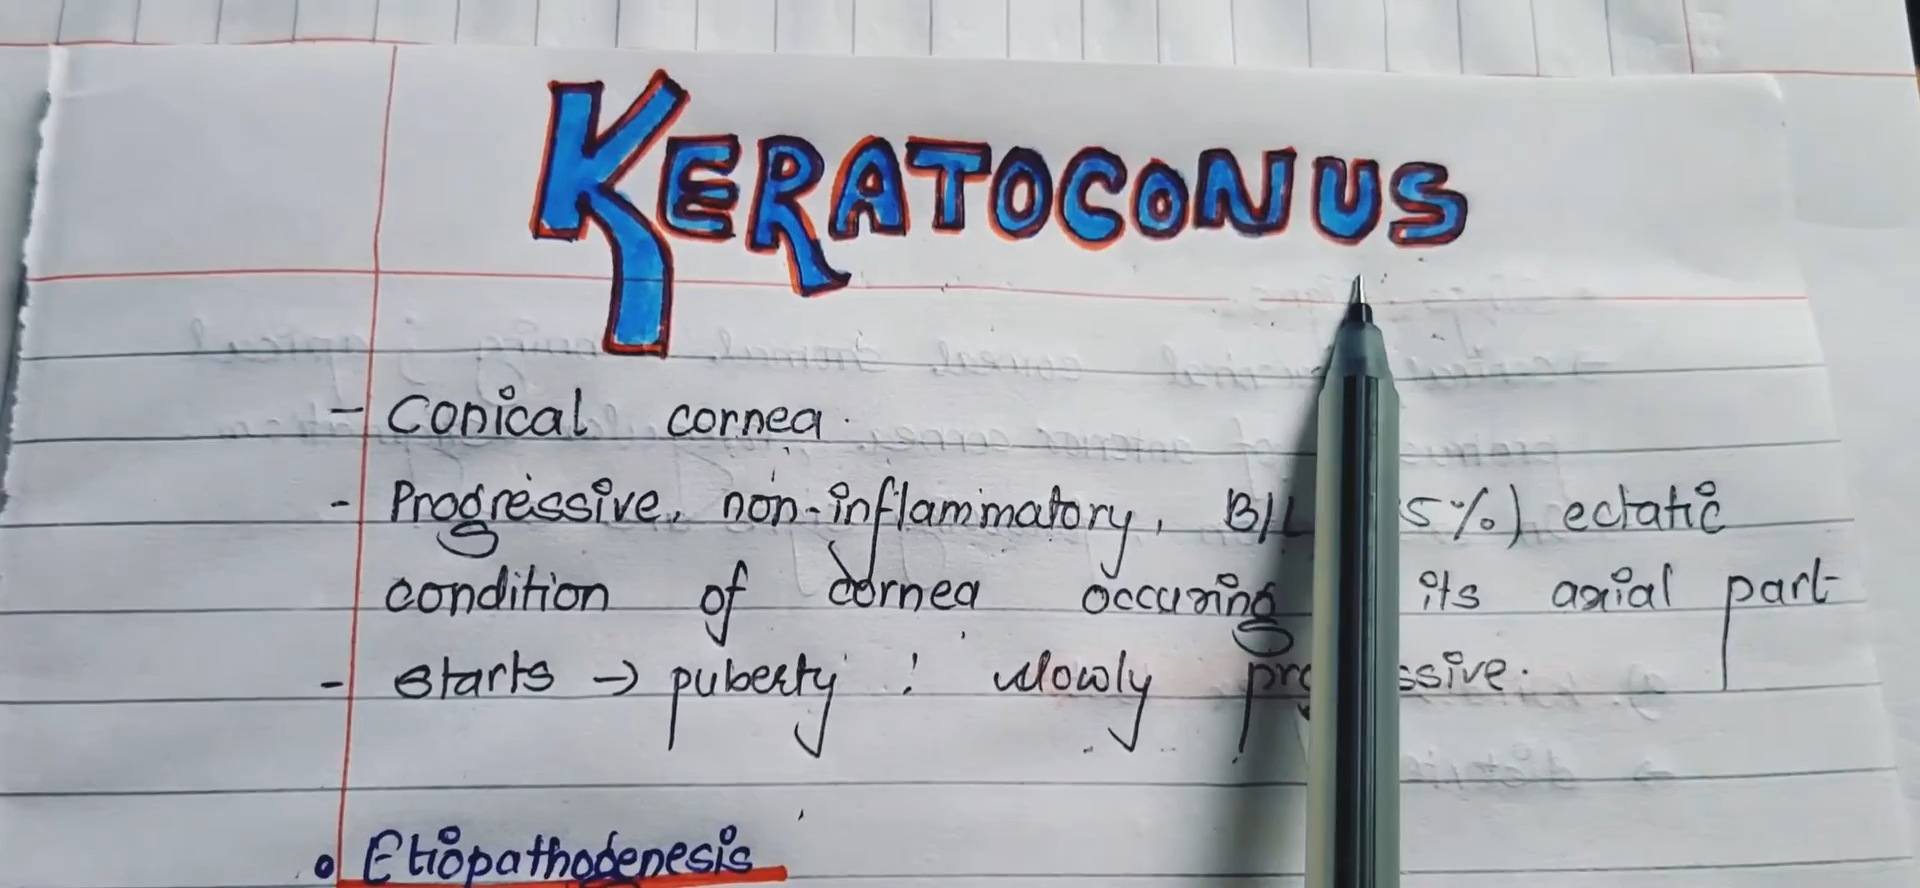 KERATOCONUS
- Conical cornea.
- Progressive, non-inflammatory, B/L 5%) ectatic
condition of cornea occuring its axial part
- starts → puberty : slowly progressive.
• Etiopathogenesis